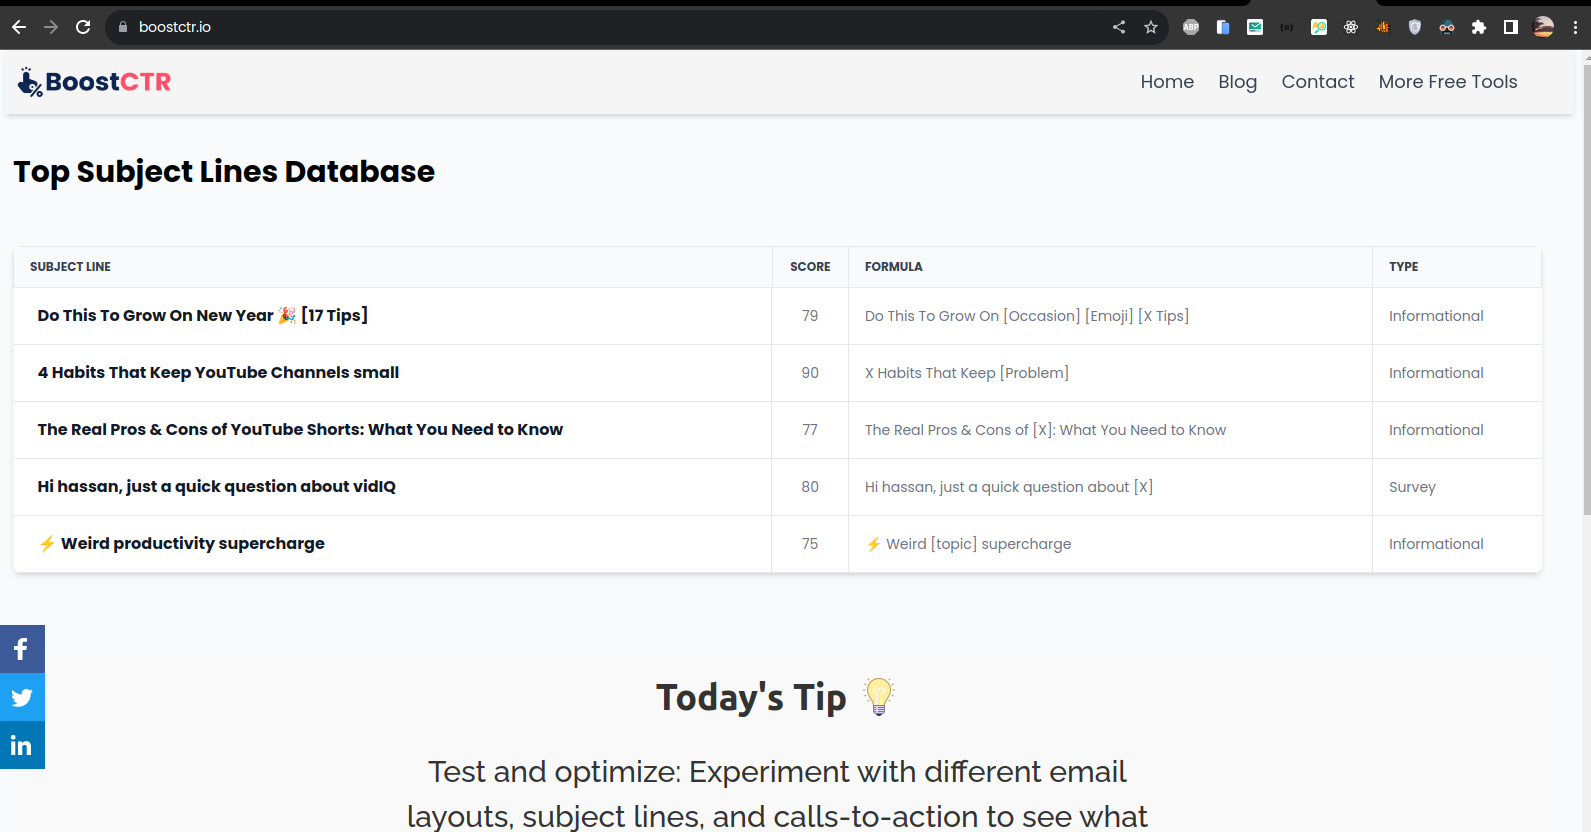 boostctr.io
ABP
BoostCTR
Home Blog Contact More Free Tools
Top Subject Lines Database
SUBJECT LINE SCORE FORMULA TYPE
Do This To Grow On New Year 🎉 [17 Tips] 79 Do This To Grow On [Occasion] [Emoji] [X Tips] Informational
4 Habits That Keep YouTube Channels small 90 X Habits That Keep [Problem] Informational
The Real Pros & Cons of YouTube Shorts: What You Need to Know 77 The Real Pros & Cons of [X]: What You Need to Know Informational
Hi hassan, just a quick question about vidIQ 80 Hi hassan, just a quick question about [X] Survey
⚡ Weird productivity supercharge 75 ⚡ Weird [topic] supercharge Informational
Today's Tip 💡
Test and optimize: Experiment with different email
layouts, subject lines, and calls-to-action to see what